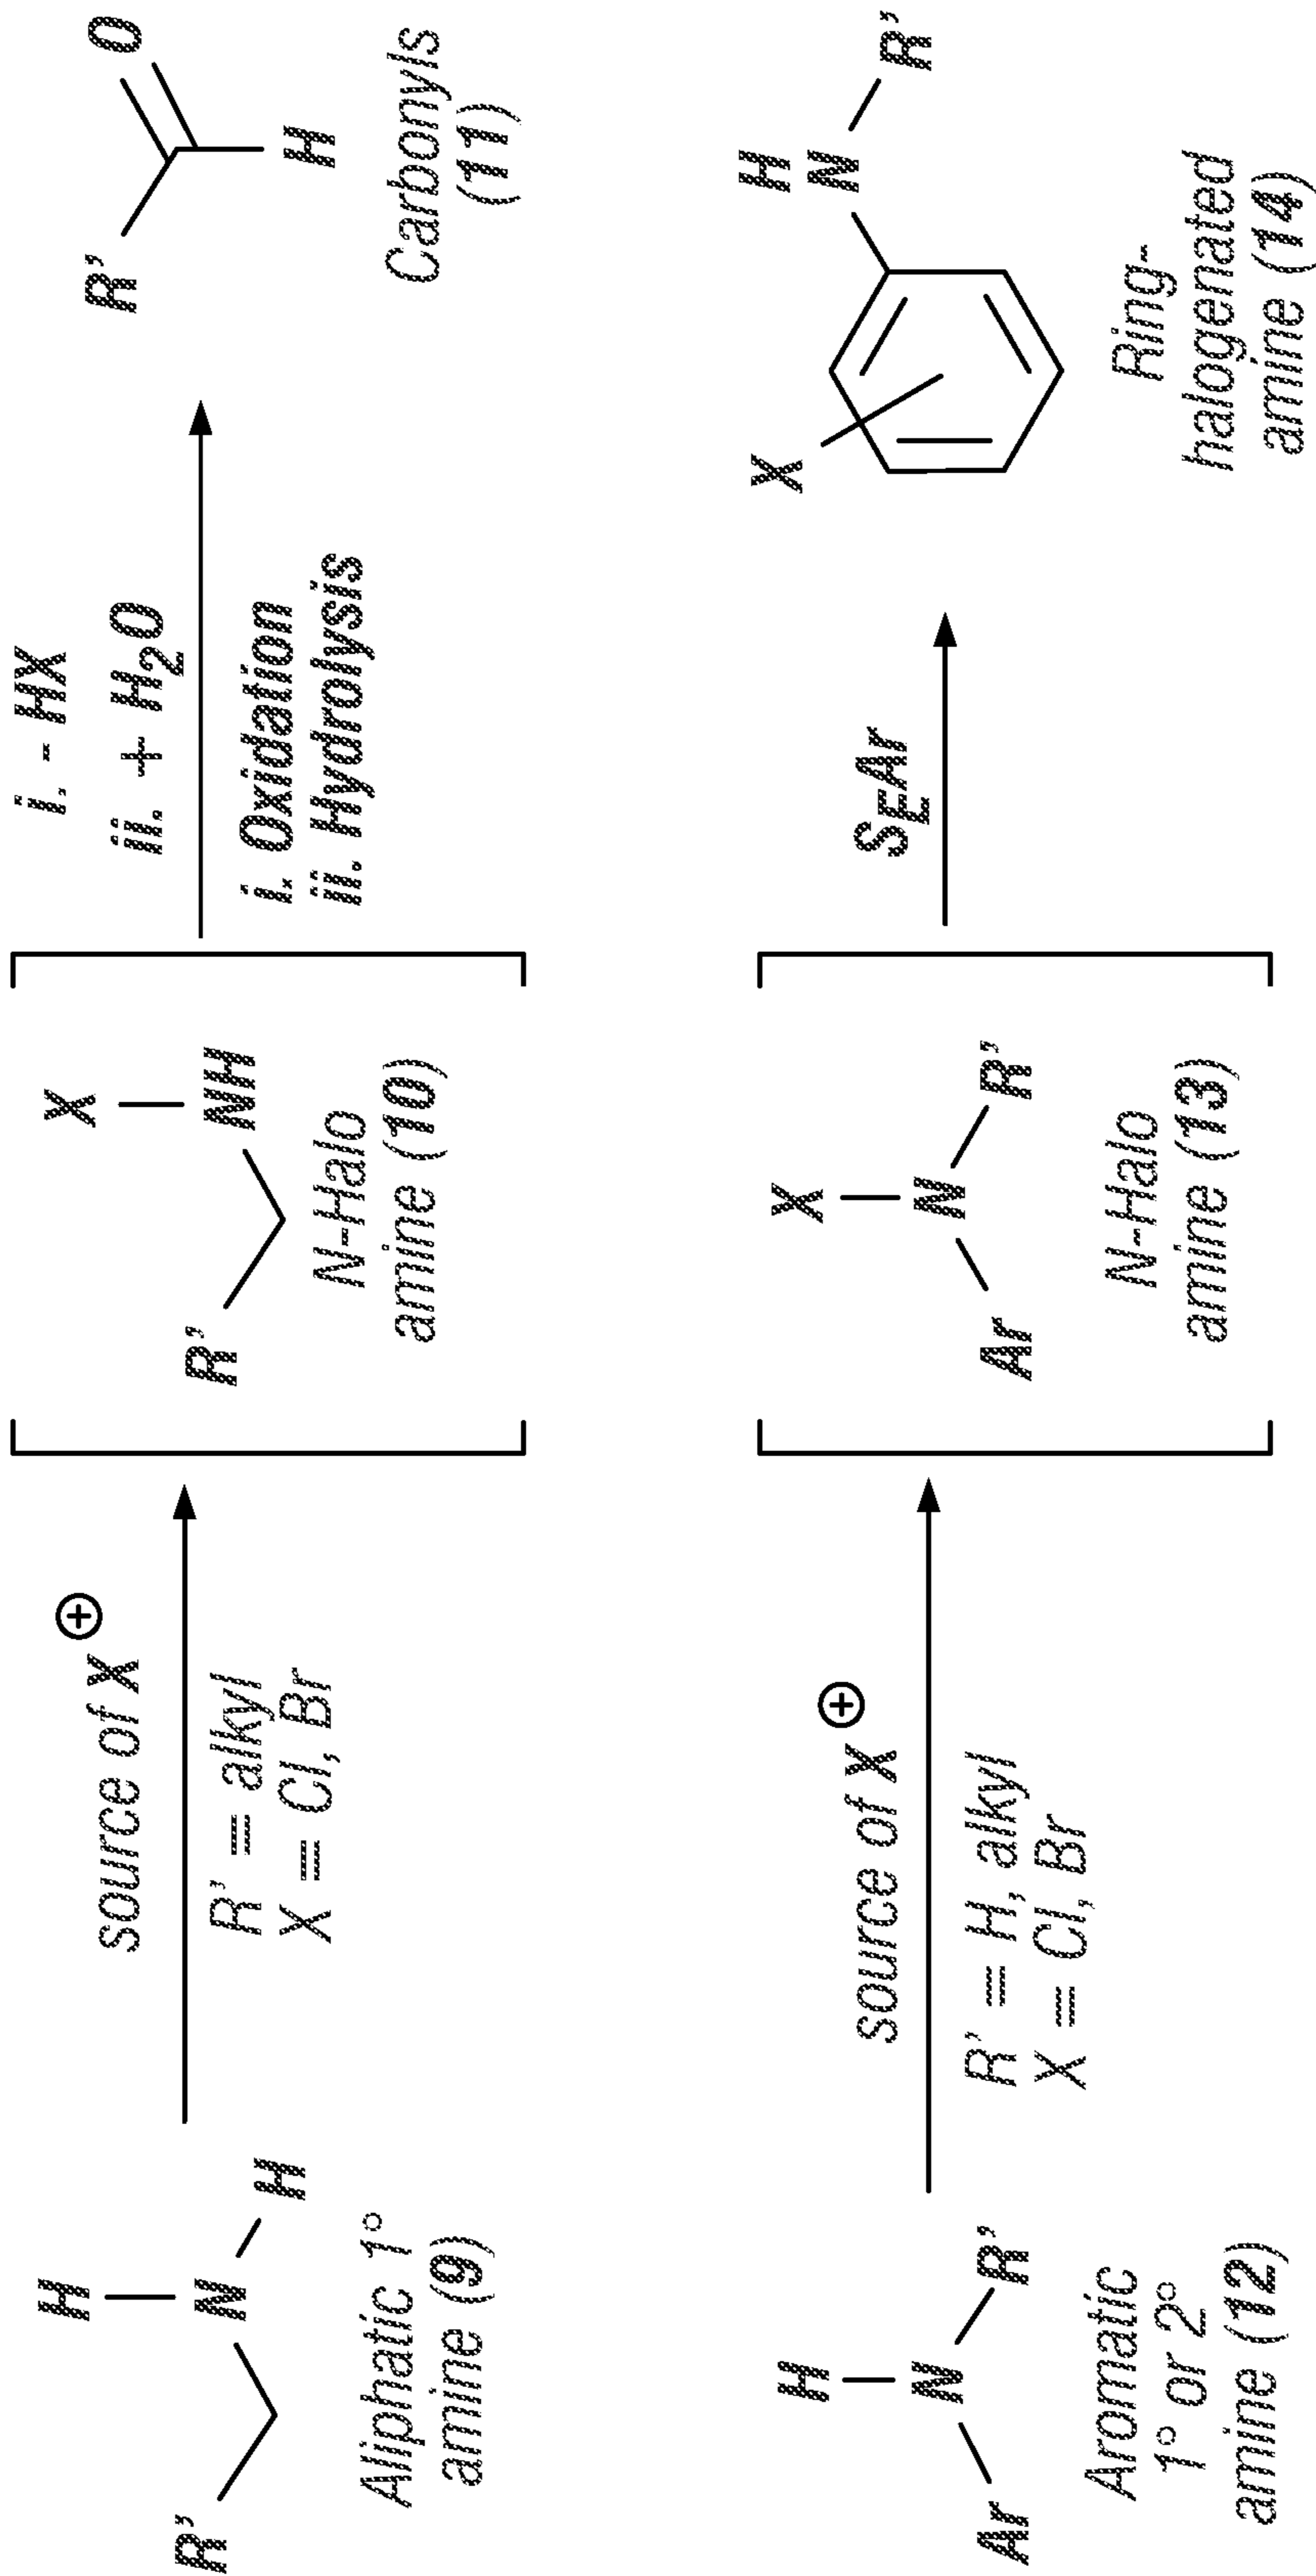 H
R' N H
Aliphatic 1°
amine (9)
source of X ⊕
R' = alkyl
X = Cl, Br
X
R' NH
N-Halo
amine (10)
i. - HX
ii. + H₂O
i. Oxidation
ii. Hydrolysis
R' O
H
Carbonyls
(11)
H
Ar N R'
Aromatic
1° or 2°
amine (12)
source of X ⊕
R' = H, alkyl
X = Cl, Br
X
Ar N R'
N-Halo
amine (13)
SEAr
X H
N R'
Ring-
halogenated
amine (14)